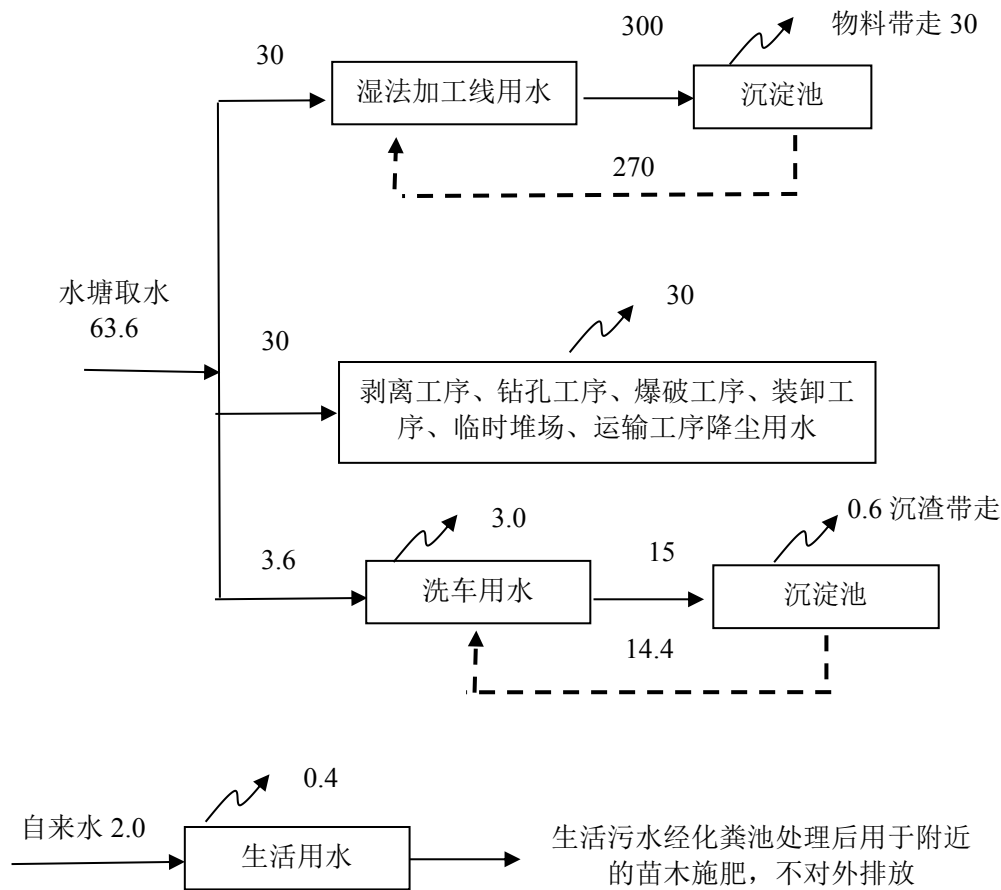 300
物料带走 30
30
湿法加工线用水
沉淀池
270
水塘取水
63.6
30
30
剥离工序、钻孔工序、爆破工序、装卸工
序、临时堆场、运输工序降尘用水
3.0
0.6 沉渣带走
3.6
15
洗车用水
沉淀池
14.4
0.4
自来水 2.0
生活用水
生活污水经化粪池处理后用于附近
的苗木施肥，不对外排放